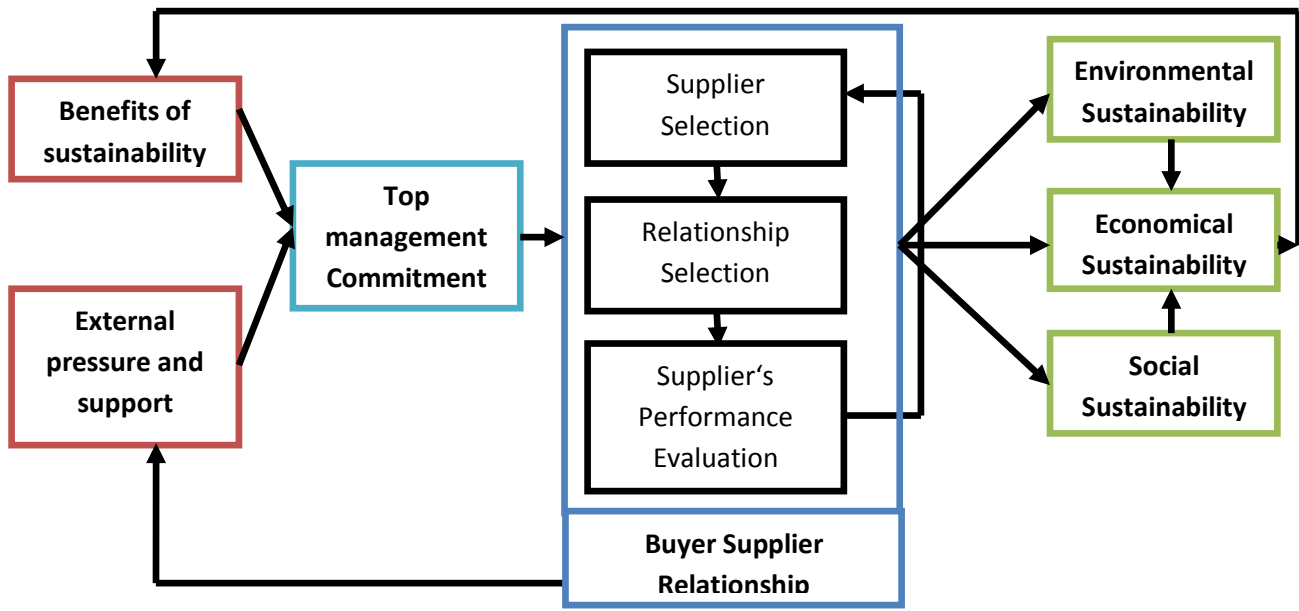 Benefits of
sustainability
External
pressure and
support
Top
management
Commitment
Supplier
Selection
Relationship
Selection
Supplier‘s
Performance
Evaluation
Buyer Supplier
Relationship
Environmental
Sustainability
Economical
Sustainability
Social
Sustainability